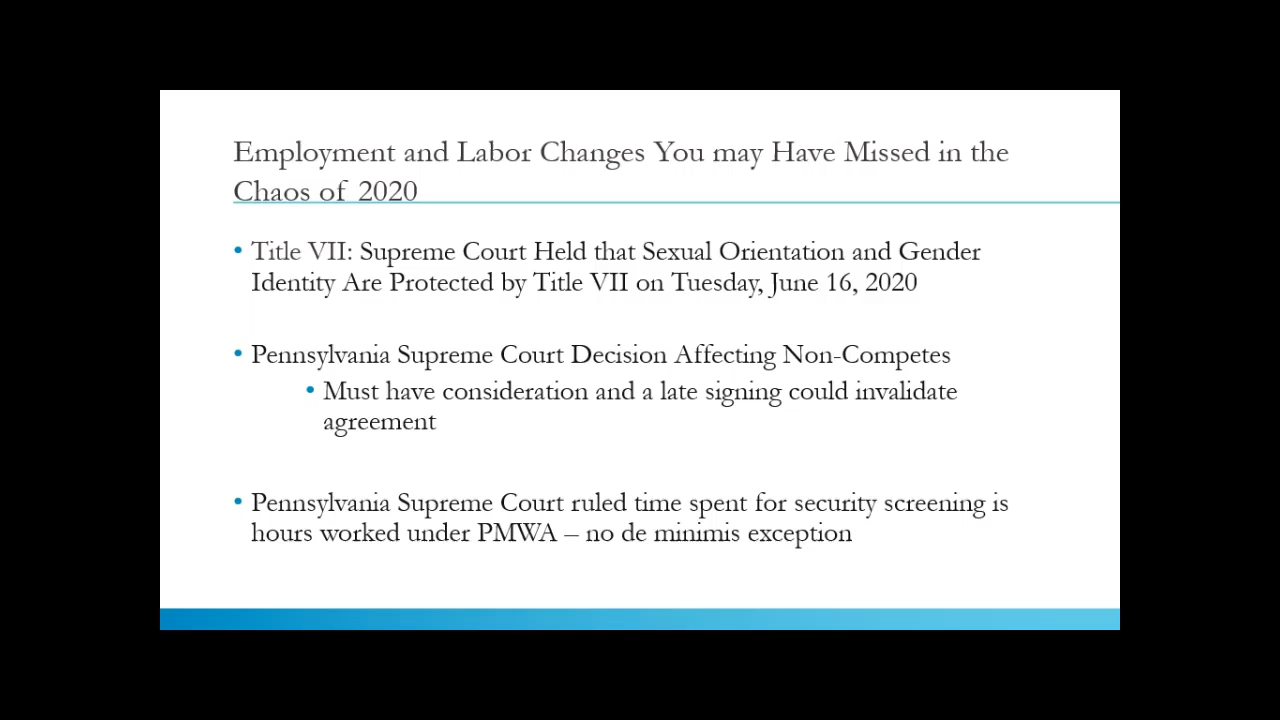 Employment and Labor Changes You may Have Missed in the
Chaos of 2020
• Title VII: Supreme Court Held that Sexual Orientation and Gender
Identity Are Protected by Title VII on Tuesday, June 16, 2020
• Pennsylvania Supreme Court Decision Affecting Non-Competes
• Must have consideration and a late signing could invalidate
agreement
• Pennsylvania Supreme Court ruled time spent for security screening is
hours worked under PMWA – no de minimis exception